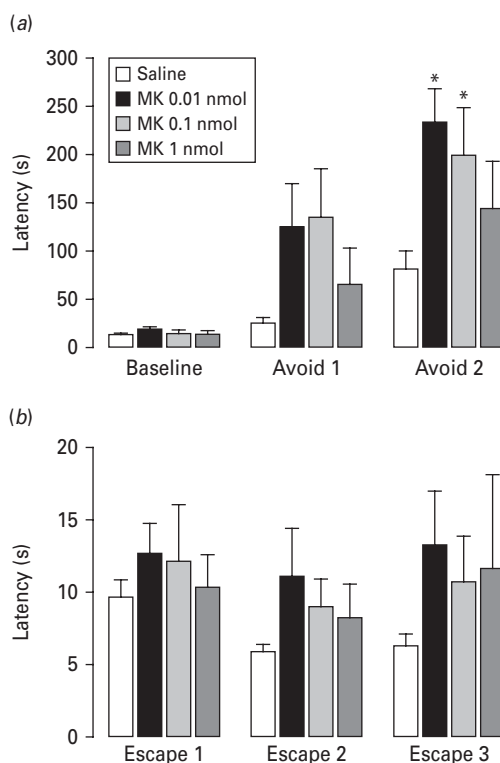 (a)
300
250
200
150
100
50
0
Latency (s)
Saline
MK 0.01 nmol
MK 0.1 nmol
MK 1 nmol
* *
Baseline Avoid 1 Avoid 2
(b)
20
15
10
5
0
Latency (s)
Escape 1 Escape 2 Escape 3